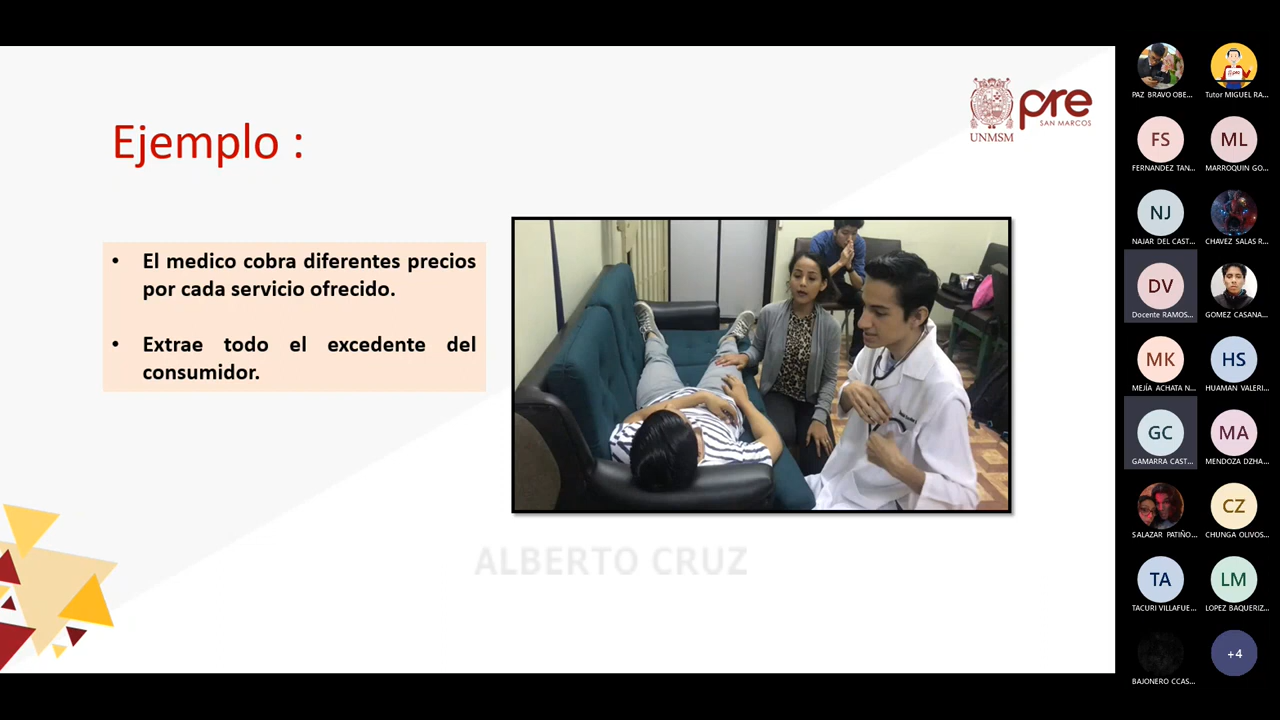 Ejemplo :
UNMSM
pre
SAN MARCOS
• El medico cobra diferentes precios
por cada servicio ofrecido.
• Extrae todo el excedente del
consumidor.
ALBERTO CRUZ
PAZ BRAVO OBE...
Tutor MIGUEL RA...
FS
FERNANDEZ TAN...
ML
MARROQUIN GO...
NJ
NAJAR DEL CAST...
CHAVEZ SALAS R...
DV
Docente RAMOS...
GOMEZ CASANA...
MK
MEJÍA ACHATA N...
HS
HUAMAN VALERI...
GC
GAMARRA CAST...
MA
MENDOZA DZHA...
SALAZAR PATIÑO...
CZ
CHUNGA OLIVOS...
TA
TACURI VILLAFUE...
LM
LOPEZ BAQUERIZ...
BAJONERO CCAS...
+4